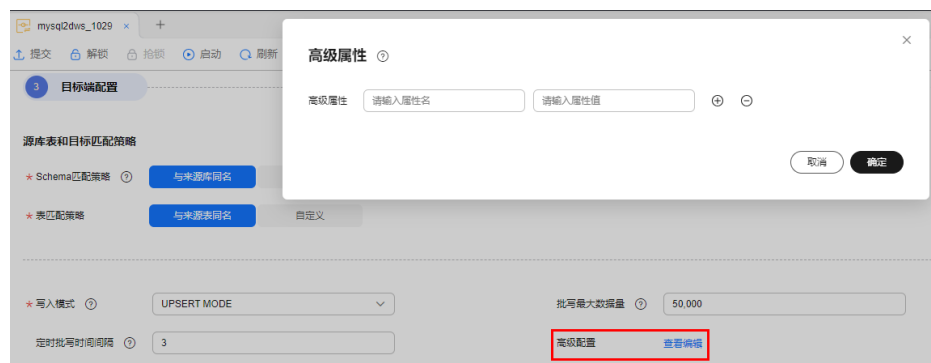 mysql2dws_1029 × +
提交 解锁 抢锁 启动 刷新
高级属性
高级属性 请输入属性名 请输入属性值
取消 确定
3 目标端配置
源库表和目标匹配策略
* Schema匹配策略 与来源库同名
* 表匹配策略 与来源表同名 自定义
* 写入模式 UPSERT MODE 批写最大数据量 50,000
定时批写时间间隔 3 高级配置 查看编辑